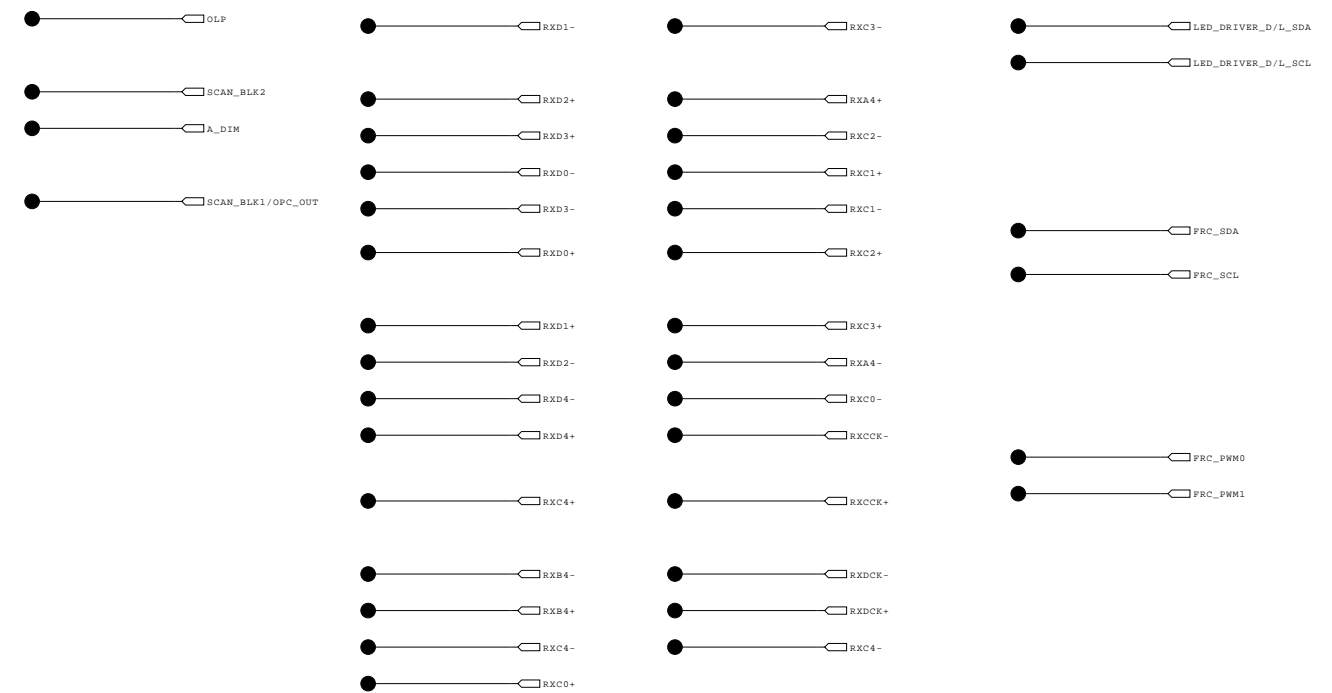 OLP
SCAN_BLK2
A_DIM
SCAN_BLK1/OPC_OUT
RXD1-
RXD2+
RXD3+
RXD0-
RXD3-
RXD0+
RXD1+
RXD2-
RXD4-
RXD4+
RXC4+
RXB4-
RXB4+
RXC4-
RXC0+
RXC3-
RXA4+
RXC2-
RXC1+
RXC1-
RXC2+
RXC3+
RXA4-
RXC0-
RXCCK-
RXCCK+
RXDCK-
RXDCK+
RXC4-
LED_DRIVER_D/L_SDA
LED_DRIVER_D/L_SCL
FRC_SDA
FRC_SCL
FRC_PWM0
FRC_PWM1